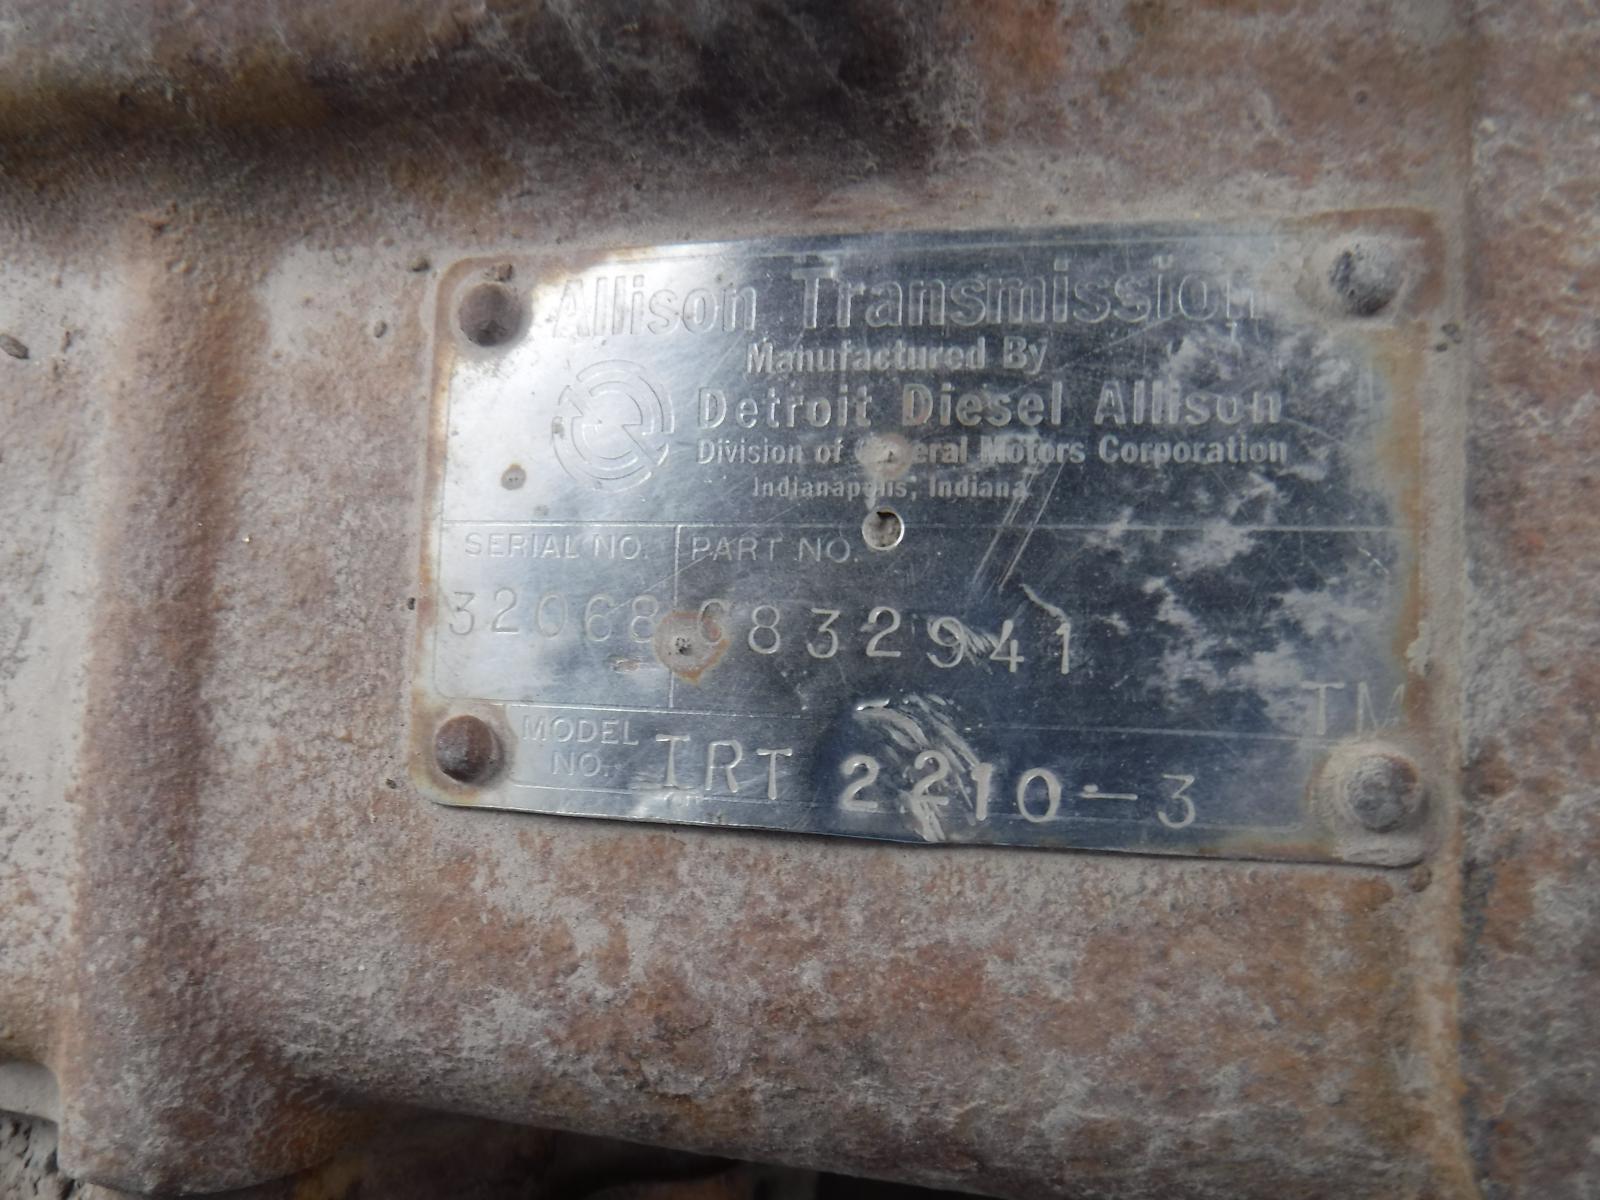 Allison Transmission
Manufactured By
Detroit Diesel Allison
Division of General Motors Corporation
Indianapolis, Indiana
SERIAL NO. PART NO.
32068 6832941
TM
MODEL NO. TRT 2210-3